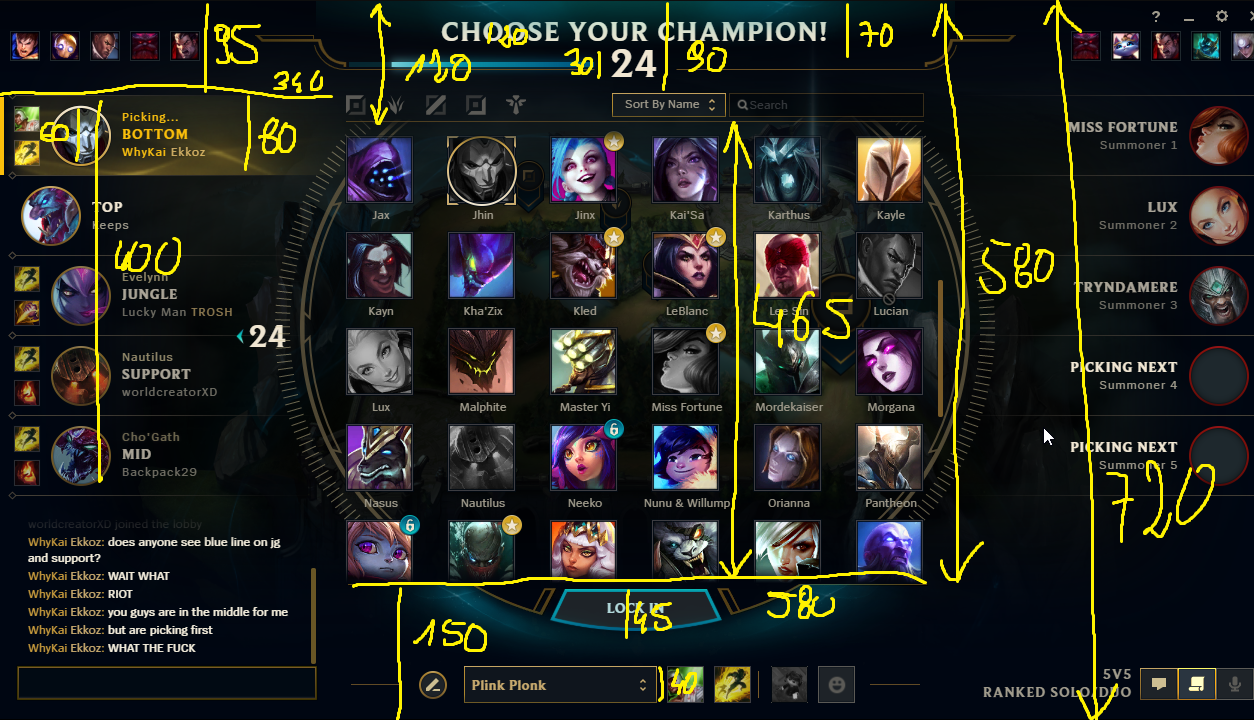 CHOOSE YOUR CHAMPION!
24
95
340
120
30
90
70
Sort By Name
Search
Picking...
BOTTOM
WhyKai Ekkoz
60
80
TOP
Heeps
400
Evelynn
JUNGLE
Lucky Man TROSH
24
Nautilus
SUPPORT
worldcreatorXD
Cho'Gath
MID
Backpack29
Jax
Jhin
Jinx
Kai'Sa
Karthus
Kayle
Kayn
Kha'Zix
Kled
LeBlanc
Lee Sin
Lucian
465
580
Lux
Malphite
Master Yi
Miss Fortune
Mordekaiser
Morgana
Nasus
Nautilus
Neeko
Nunu & Willump
Orianna
Pantheon
MISS FORTUNE
Summoner 1
LUX
Summoner 2
TRYNDAMERE
Summoner 3
PICKING NEXT
Summoner 4
PICKING NEXT
Summoner 5
720
worldcreatorXD joined the lobby
WhyKai Ekkoz: does anyone see blue line on jg
and support?
WhyKai Ekkoz: WAIT WHAT
WhyKai Ekkoz: RIOT
WhyKai Ekkoz: you guys are in the middle for me
WhyKai Ekkoz: but are picking first
WhyKai Ekkoz: WHAT THE FUCK
LOCK IN
45
580
150
Plink Plonk
40
5V5
RANKED SOLO/DUO